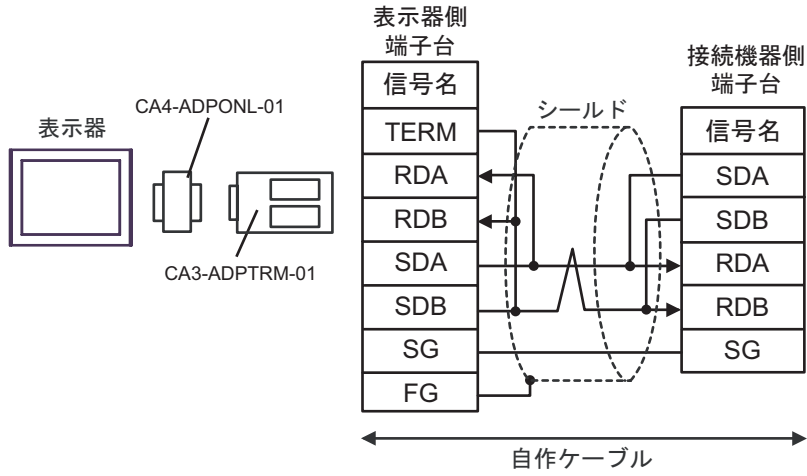 表示器
CA4-ADPONL-01
CA3-ADPTRM-01
表示器側
端子台
信号名
TERM
RDA
RDB
SDA
SDB
SG
FG
シールド
接続機器側
端子台
信号名
SDA
SDB
RDA
RDB
SG
自作ケーブル